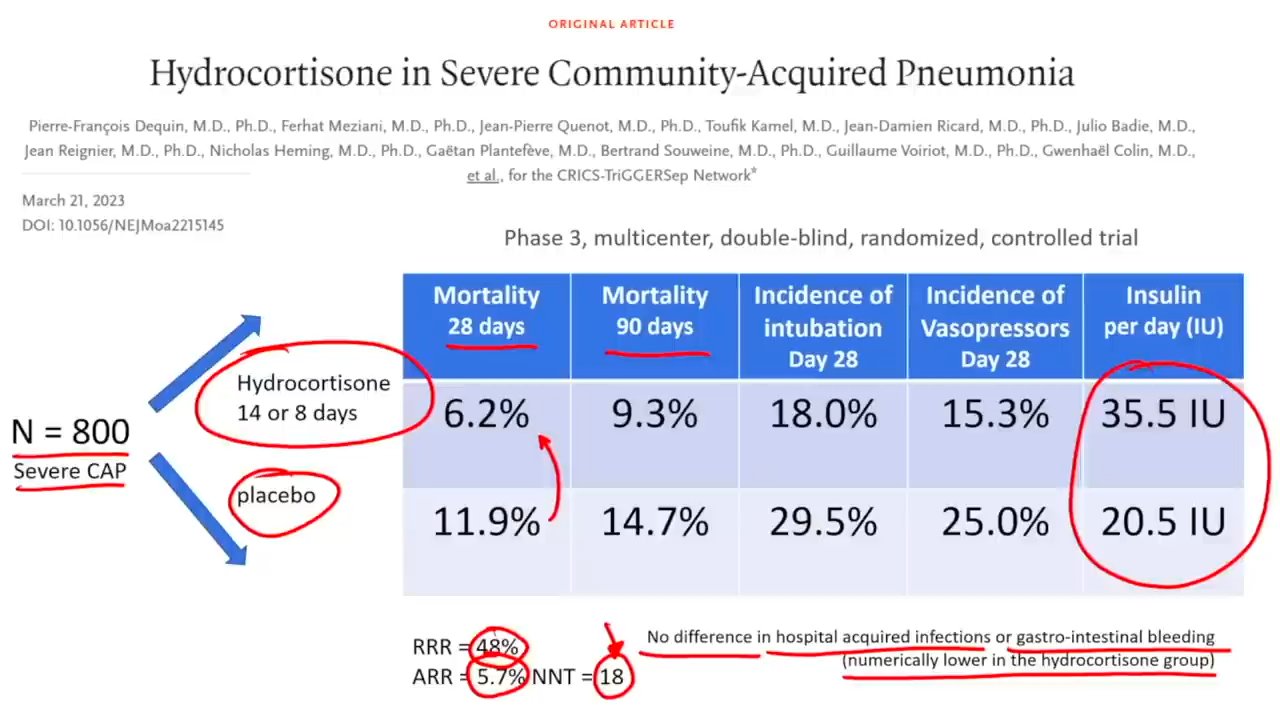 ORIGINAL ARTICLE
Hydrocortisone in Severe Community-Acquired Pneumonia
Pierre-François Dequin, M.D., Ph.D., Ferhat Meziani, M.D., Ph.D., Jean-Pierre Quenot, M.D., Ph.D., Toufik Kamel, M.D., Jean-Damien Ricard, M.D., Ph.D., Julio Badie, M.D.,
Jean Reignier, M.D., Ph.D., Nicholas Heming, M.D., Ph.D., Gaëtan Plantefève, M.D., Bertrand Souweine, M.D., Ph.D., Guillaume Voiriot, M.D., Ph.D., Gwenhaël Colin, M.D.,
et al., for the CRICS-TriGGERSep Network*
March 21, 2023
DOI: 10.1056/NEJMoa2215145
Phase 3, multicenter, double-blind, randomized, controlled trial
N = 800
Severe CAP
Hydrocortisone
14 or 8 days
placebo
Mortality
28 days
Mortality
90 days
Incidence of
intubation
Day 28
Incidence of
Vasopressors
Day 28
Insulin
per day (IU)
6.2% 9.3% 18.0% 15.3% 35.5 IU
11.9% 14.7% 29.5% 25.0% 20.5 IU
RRR = 48%
ARR = 5.7% NNT = 18
No difference in hospital acquired infections or gastro-intestinal bleeding
(numerically lower in the hydrocortisone group)